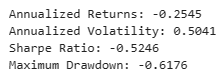 Annualized Returns: -0.2545
Annualized Volatility: 0.5041
Sharpe Ratio: -0.5246
Maximum Drawdown: -0.6176